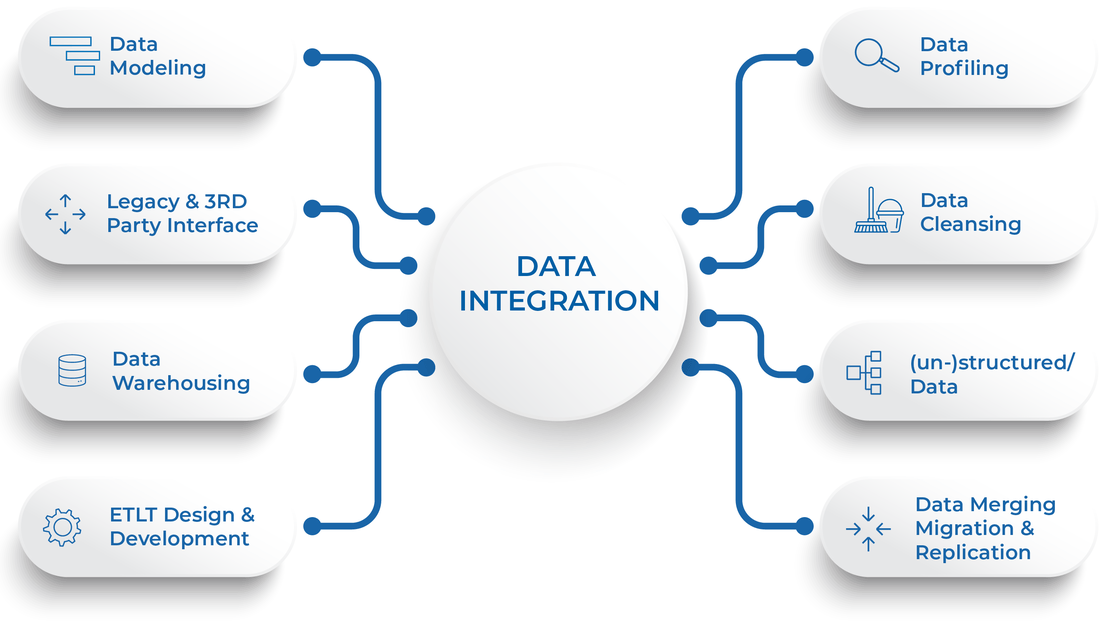 Data
Modeling
Legacy & 3RD
Party Interface
Data
Warehousing
ETLT Design &
Development
DATA
INTEGRATION
Data
Profiling
Data
Cleansing
(un-)structured/
Data
Data Merging
Migration &
Replication